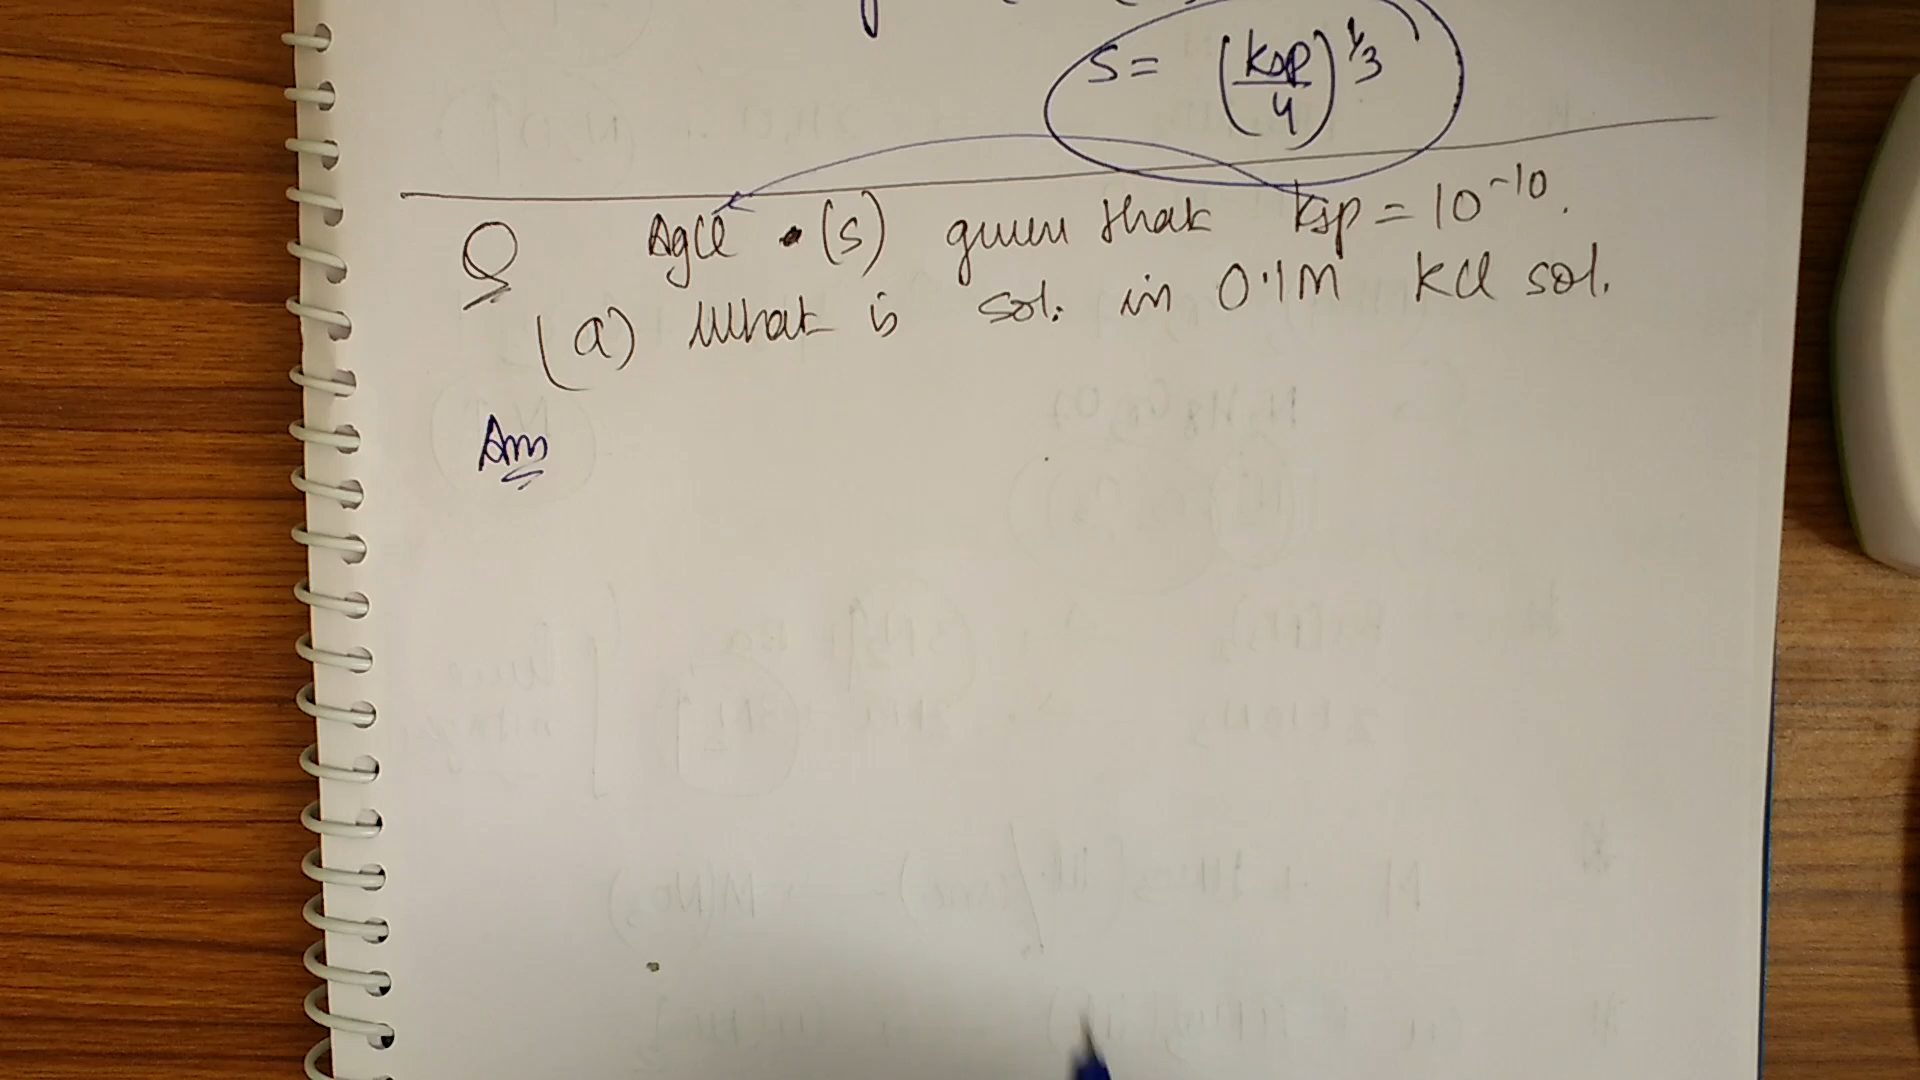 S = (ksp/4)^1/3
Q AgCl (s) given that ksp = 10^-10.
(a) What is sol. in 0.1M KCl sol.
Ans